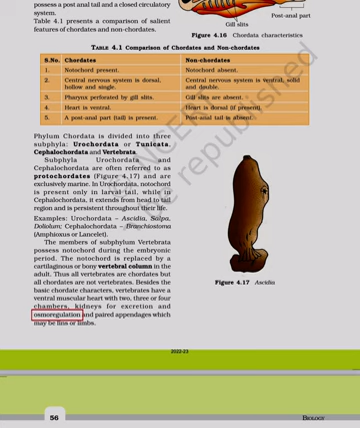 possess a post anal tail and a closed circulatory
system.
Table 4.1 presents a comparison of salient
features of chordates and non-chordates.
Post-anal part
Gill slits
Figure 4.16 Chordata characteristics
TABLE 4.1 Comparison of Chordates and Non-chordates
S.No. Chordates Non-chordates
1. Notochord present. Notochord absent.
2. Central nervous system is dorsal, Central nervous system is ventral, solid
hollow and single. and double.
3. Pharynx perforated by gill slits. Gill slits are absent.
4. Heart is ventral. Heart is dorsal (if present).
5. A post-anal part (tail) is present. Post-anal tail is absent.
Phylum Chordata is divided into three
subphyla: Urochordata or Tunicata,
Cephalochordata and Vertebrata.
Subphyla Urochordata and
Cephalochordata are often referred to as
protochordates (Figure 4.17) and are
exclusively marine. In Urochordata, notochord
is present only in larval tail, while in
Cephalochordata, it extends from head to tail
region and is persistent throughout their life.
Examples: Urochordata – Ascidia, Salpa,
Doliolum; Cephalochordata – Branchiostoma
(Amphioxus or Lancelet).
The members of subphylum Vertebrata
possess notochord during the embryonic
period. The notochord is replaced by a
cartilaginous or bony vertebral column in the
adult. Thus all vertebrates are chordates but
all chordates are not vertebrates. Besides the
basic chordate characters, vertebrates have a
ventral muscular heart with two, three or four
chambers, kidneys for excretion and
osmoregulation and paired appendages which
may be fins or limbs.
Figure 4.17 Ascidia
2022-23
56
BIOLOGY